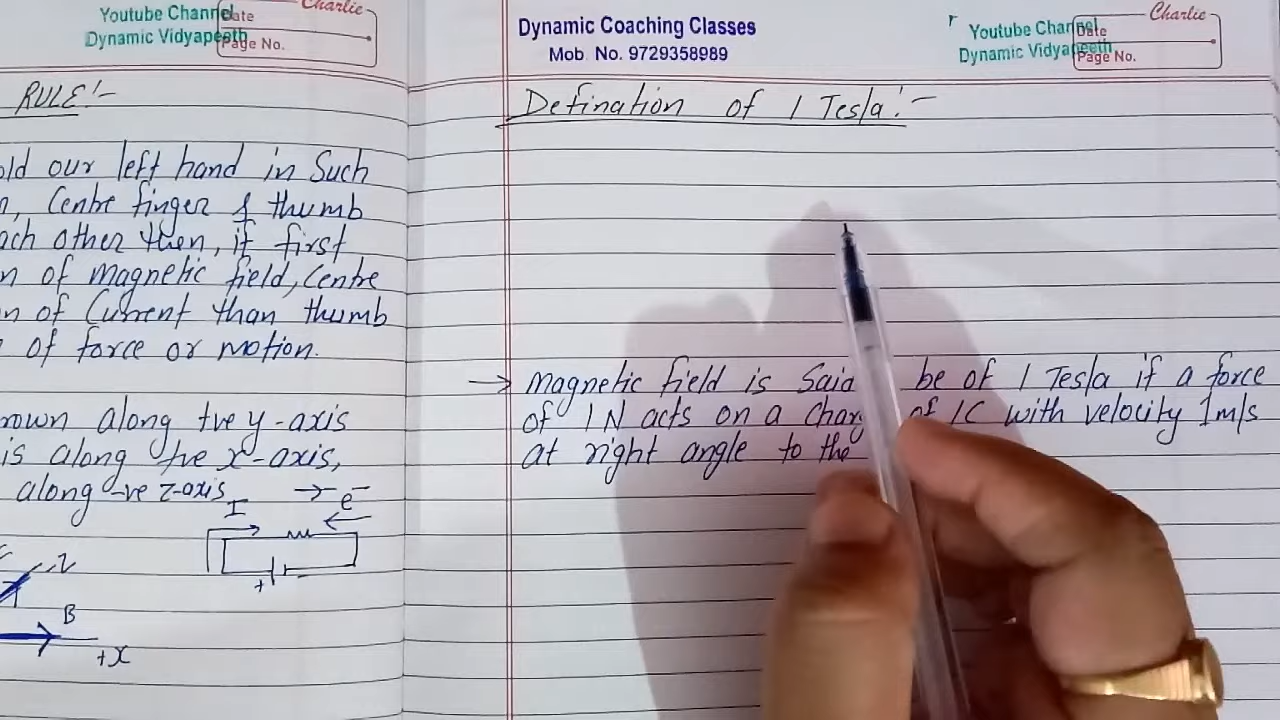 Youtube Channel
Dynamic Vidyapeeth
Charlie
Date
Page No.
RULE:-
old our left hand in Such
n, Centre finger & thumb
ach other then, if first
n of magnetic field, Centre
n of Current than thumb
of force or motion.
rown along +ve y-axis
is along +ve x-axis,
along -ve z-axis
I → e-
+ -
Z
B
+X
Dynamic Coaching Classes
Mob. No. 9729358989
Youtube Channel
Dynamic Vidyapeeth
Charlie
Date
Page No.
Defination of 1 Tesla:-
→ Magnetic field is Said be of 1 Tesla if a force
of 1 N acts on a Charg of 1C with velocity 1m/s
at right angle to the